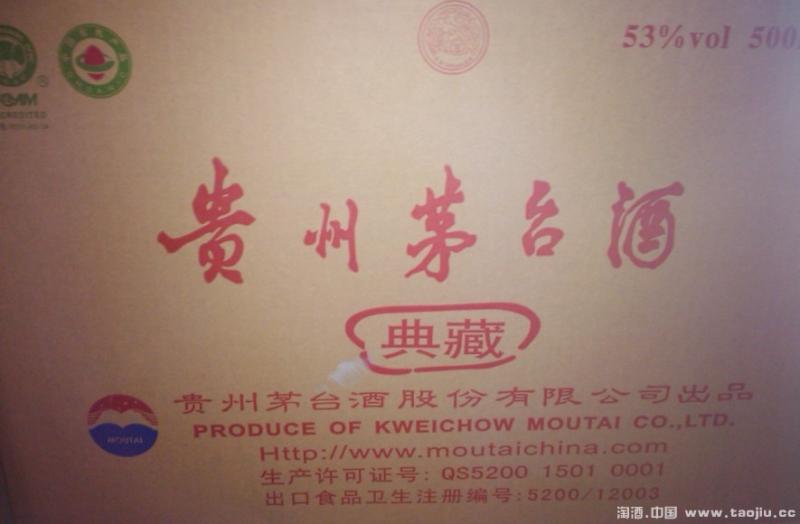 53%vol 500
贵州茅台酒
典藏
MOUTAI
贵州茅台酒股份有限公司出品
PRODUCE OF KWEICHOW MOUTAI CO.,LTD.
Http://www.moutaichina.com
生产许可证号: QS5200 1501 0001
出口食品卫生注册编号:5200/12003
淘酒.中国 www.taojiu.cc